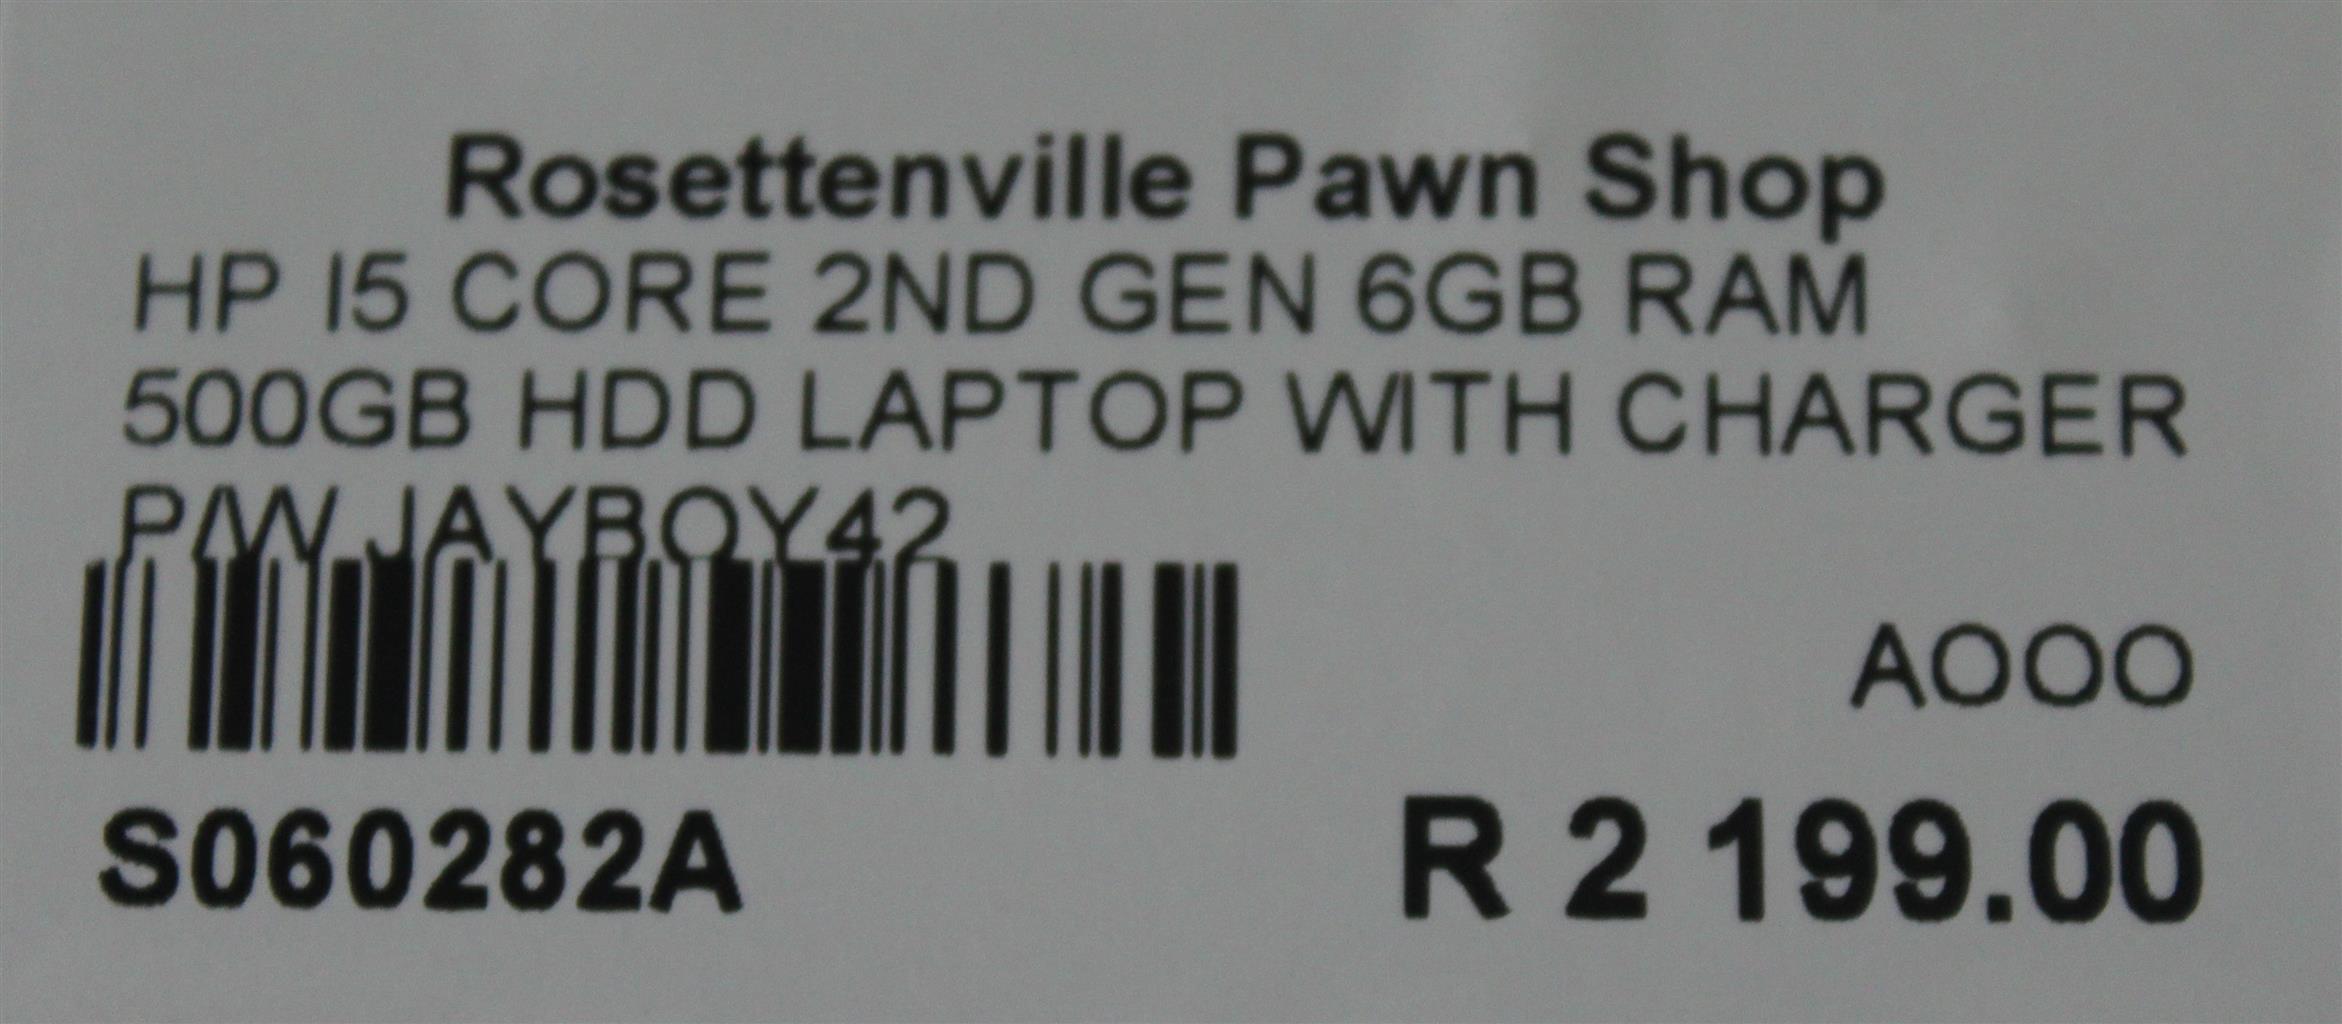 Rosettenville Pawn Shop
HP I5 CORE 2ND GEN 6GB RAM
500GB HDD LAPTOP WITH CHARGER
P/W JAYBOY42
AOOO
S060282A
R 2 199.00